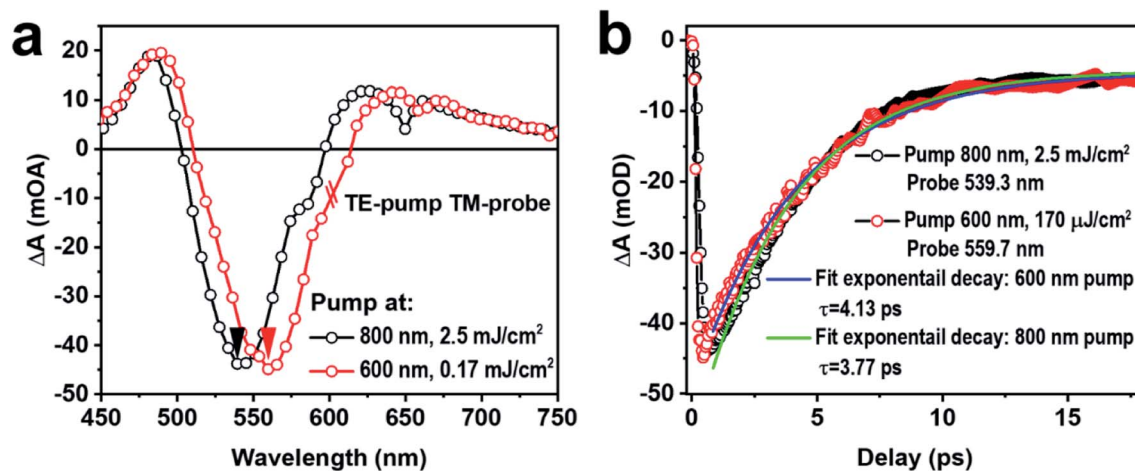 a
ΔA (mOA)
20
10
0
-10
-20
-30
-40
-50
TE-pump TM-probe
Pump at:
800 nm, 2.5 mJ/cm²
600 nm, 0.17 mJ/cm²
450 500 550 600 650 700 750
Wavelength (nm)
b
ΔA (mOD)
0
-10
-20
-30
-40
-50
Pump 800 nm, 2.5 mJ/cm²
Probe 539.3 nm
Pump 600 nm, 170 μJ/cm²
Probe 559.7 nm
Fit exponentail decay: 600 nm pump
τ=4.13 ps
Fit exponentail decay: 800 nm pump
τ=3.77 ps
0 5 10 15
Delay (ps)